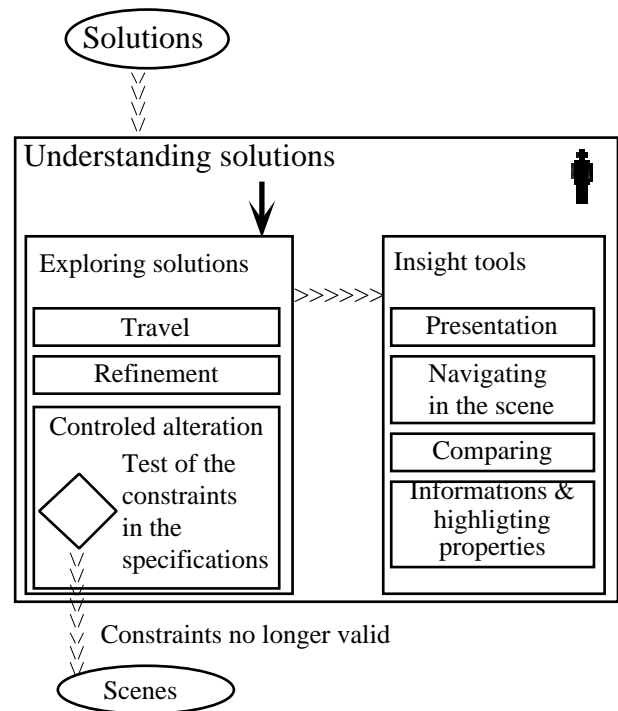 Solutions
Understanding solutions
Exploring solutions
Travel
Refinement
Controled alteration
Test of the
constraints
in the
specifications
>>>>>>
Insight tools
Presentation
Navigating
in the scene
Comparing
Informations &
highligting
properties
Constraints no longer valid
Scenes